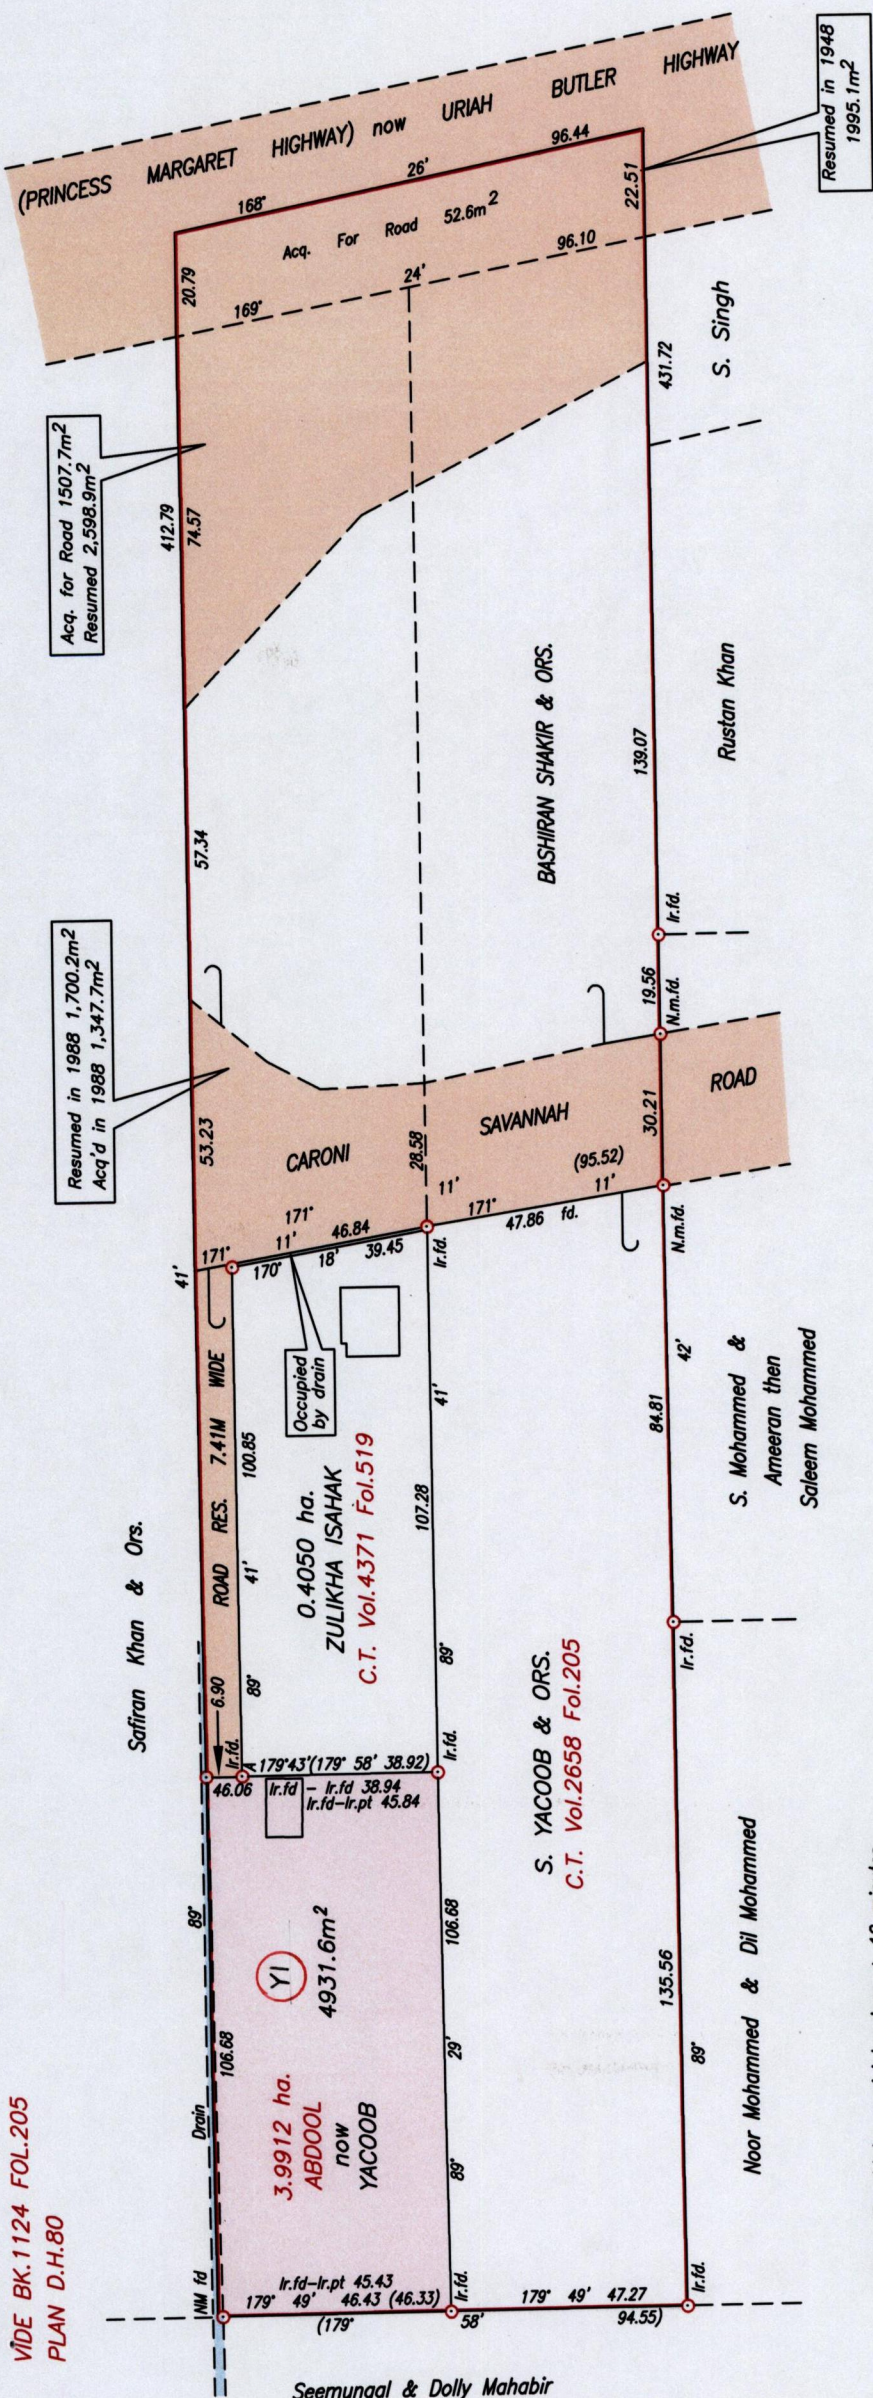 VIDE BK.1124 FOL.205
PLAN D.H.80
(PRINCESS MARGARET HIGHWAY) now URIAH BUTLER HIGHWAY
168° 26' 96.44
Acq. For Road 52.6m²
169° 24' 96.10
20.79
22.51
Resumed in 1948
1995.1m²
Acq. for Road 1507.7m²
Resumed 2,598.9m²
412.79
74.57
431.72
S. Singh
57.34
BASHIRAN SHAKIR & ORS.
139.07
Rustan Khan
Resumed in 1988 1,700.2m²
Acq'd in 1988 1,347.7m²
53.23
CARONI SAVANNAH ROAD
28.58
Ir.fd.
19.56
N.m.fd.
30.21
(95.52)
171° 11' 46.84
11'
171° 47.86 fd. 11'
N.m.fd.
41'
171°
170° 18' 39.45
Ir.fd.
Occupied
by drain
Safiran Khan & Ors.
6.90 ROAD RES. 7.41M WIDE
89° 41' 100.85
0.4050 ha.
ZULIKHA ISAHAK
C.T. Vol.4371 Fol.519
89° 107.28 41'
84.81 42'
S. Mohammed &
Ameeran then
Saleem Mohammed
Ir.fd.
A 179°43'(179° 58' 38.92)
Ir.fd.
46.06
Ir.fd - Ir.fd 38.94
Ir.fd-Ir.pt 45.84
Ir.fd.
S. YACOOB & ORS.
C.T. Vol.2658 Fol.205
NM fd
Drain
106.68 89°
Y1
4931.6m²
3.9912 ha.
ABDOOL
now
YACOOB
89° 29' 106.68
89° 135.56
Noor Mohammed & Dil Mohammed
Ir.fd-Ir.pt 45.43
179° 49' 46.43 (46.33)
Ir.fd.
179° 49' 47.27
Ir.fd.
(179° 58' 94.55)
Seemungal & Dolly Mahabir